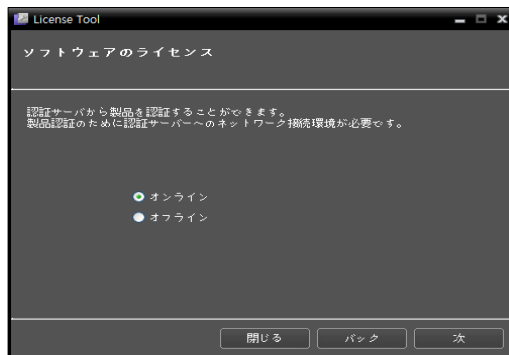 License Tool
ソフトウェアのライセンス
認証サーバから製品を認証することができます。
製品認証のために認証サーバーへのネットワーク接続環境が必要です。
オンライン
オフライン
閉じる
バック
次